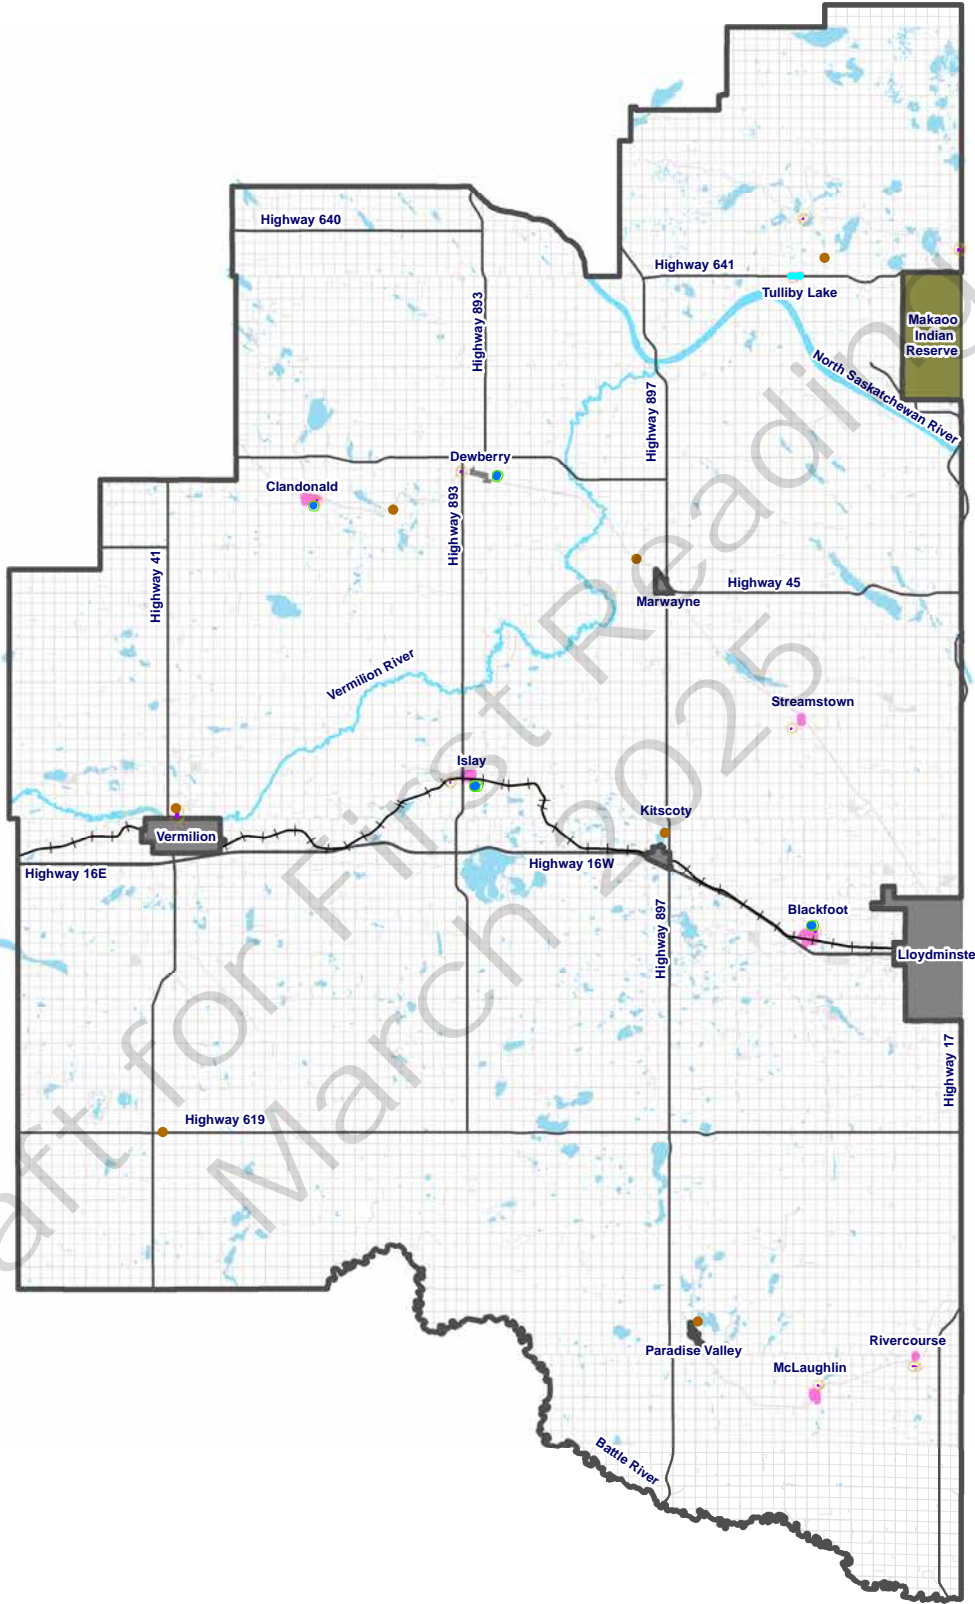 Highway 640
Highway 641
Tulliby Lake
Highway 893
Makaoo
Indian
Reserve
North Saskatchewan River
Highway 897
Dewberry
Clandonald
Highway 893
Highway 41
Highway 45
Marwayne
Vermilion River
Streamstown
Islay
Kitscoty
Vermilion
Highway 16E
Highway 16W
Blackfoot
Highway 897
Lloydminste
Highway 17
Highway 619
Rivercourse
Paradise Valley
McLaughlin
Battle River
aft for First Reading
March 2025